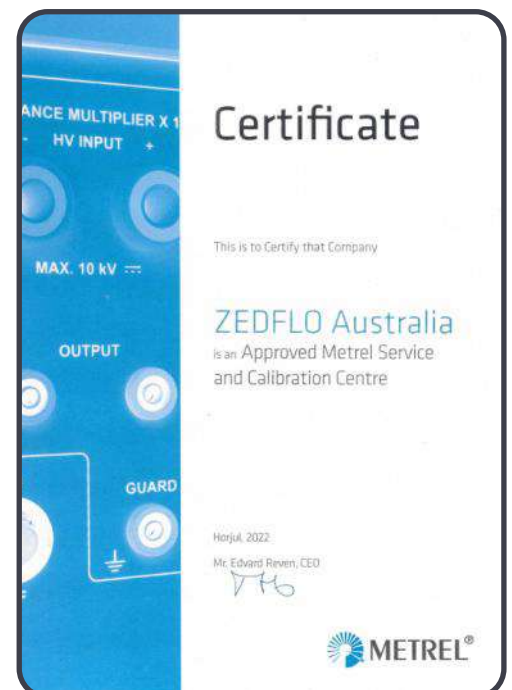 ANCE MULTIPLIER X 1
- HV INPUT +
MAX. 10 kV
OUTPUT
GUARD
Certificate
This is to Certify that Company
ZEDFLO Australia
is an Approved Metrel Service
and Calibration Centre
Horjul, 2022
Mr. Edvard Reven, CEO
METREL®